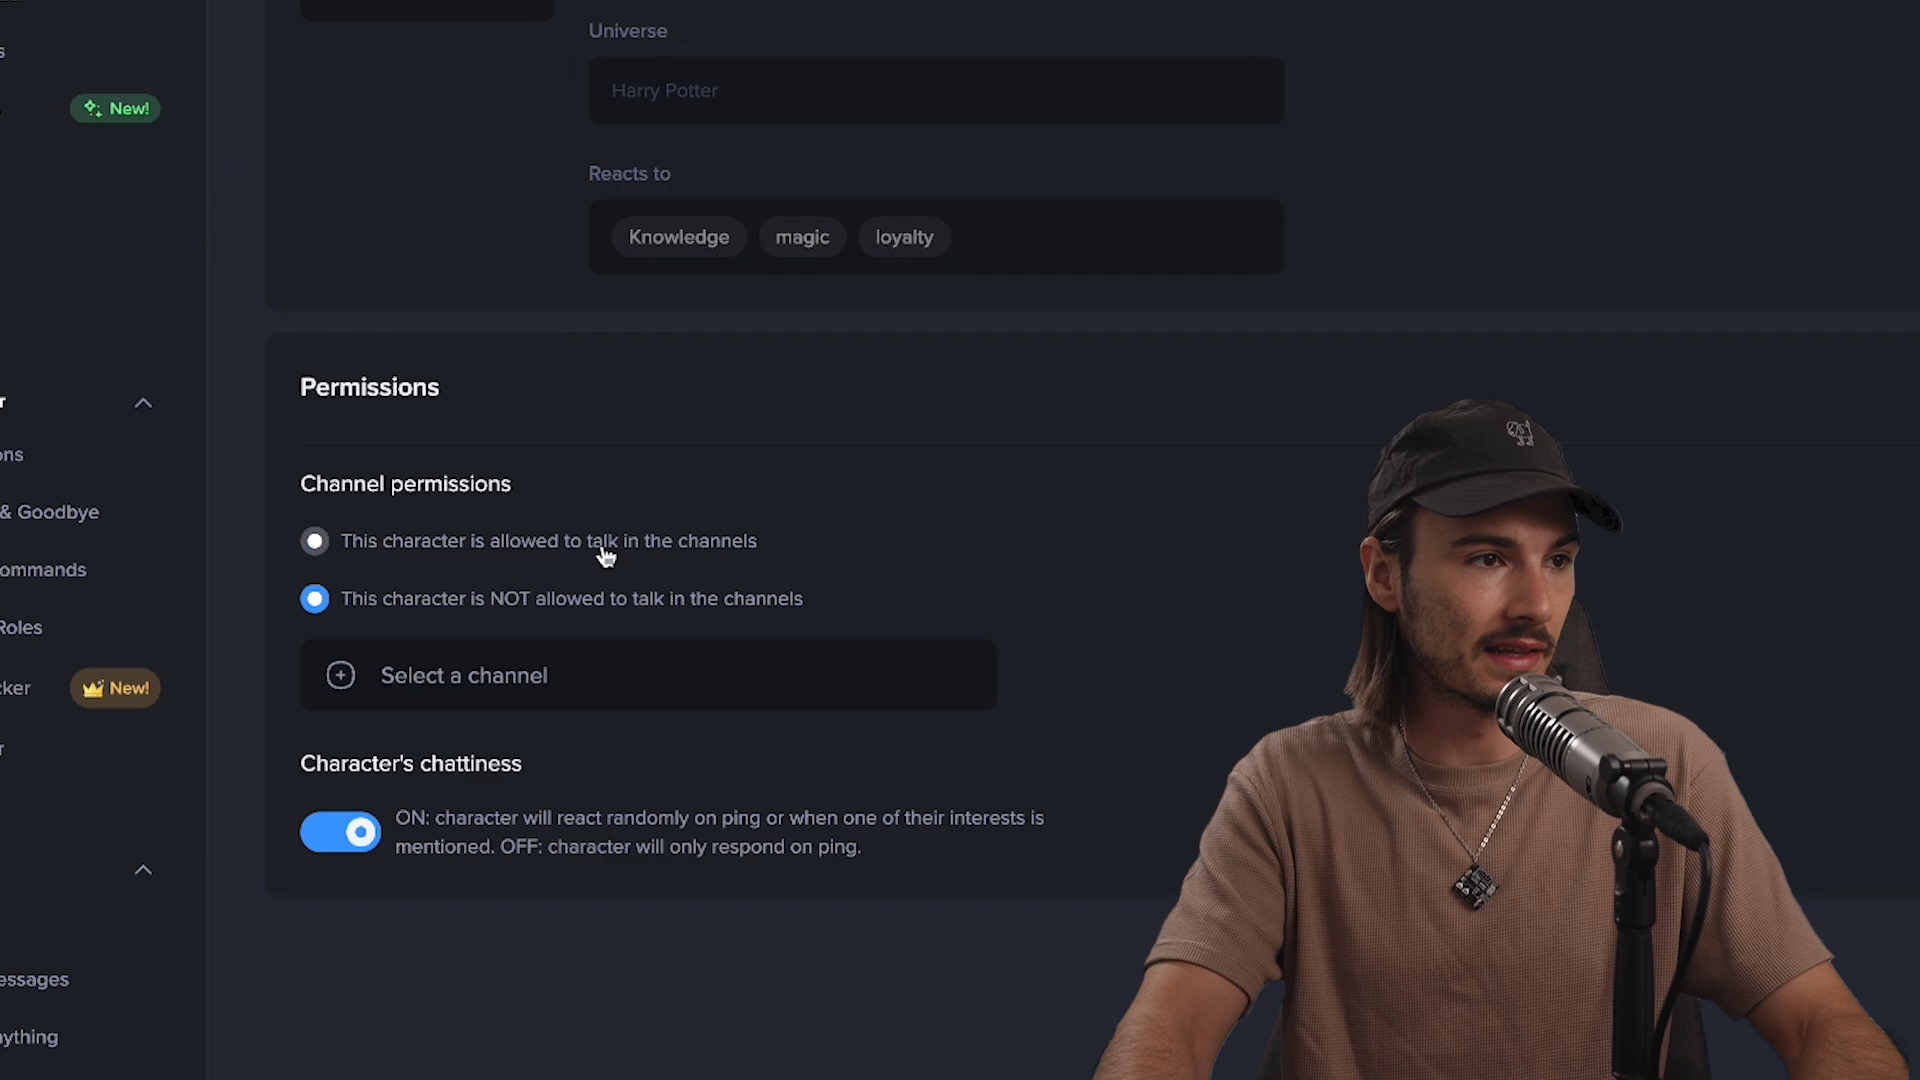 Universe
s
Harry Potter
New!
Reacts to
Knowledge magic loyalty
Permissions
ons
Channel permissions
& Goodbye
This character is allowed to talk in the channels
ommands
This character is NOT allowed to talk in the channels
Roles
Select a channel
cker New!
r
Character's chattiness
ON: character will react randomly on ping or when one of their interests is
mentioned. OFF: character will only respond on ping.
essages
ything